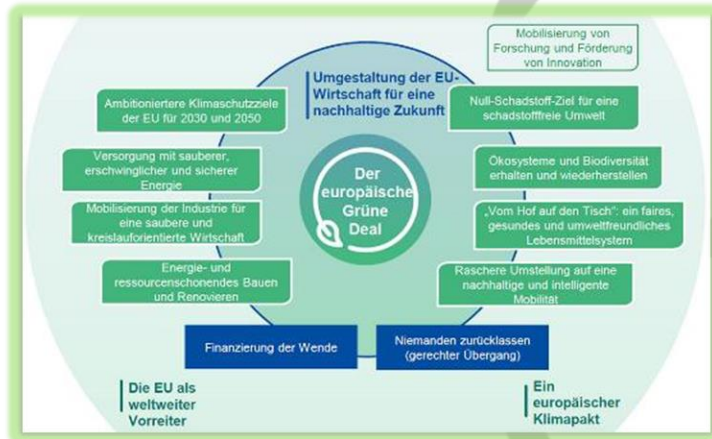 Mobilisierung von
Forschung und Förderung
von Innovation
Umgestaltung der EU-
Wirtschaft für eine
nachhaltige Zukunft
Ambitioniertere Klimaschutzziele
der EU für 2030 und 2050
Null-Schadstoff-Ziel für eine
schadstofffreie Umwelt
Versorgung mit sauberer,
erschwinglicher und sicherer
Energie
Ökosysteme und Biodiversität
erhalten und wiederherstellen
Der
europäische
Grüne
Deal
Mobilisierung der Industrie für
eine saubere und
kreislauforientierte Wirtschaft
„Vom Hof auf den Tisch“: ein faires,
gesundes und umweltfreundliches
Lebensmittelsystem
Energie- und
ressourcenschonendes Bauen
und Renovieren
Raschere Umstellung auf eine
nachhaltige und intelligente
Mobilität
Finanzierung der Wende
Niemanden zurücklassen
(gerechter Übergang)
Die EU als
weltweiter
Vorreiter
Ein
europäischer
Klimapakt